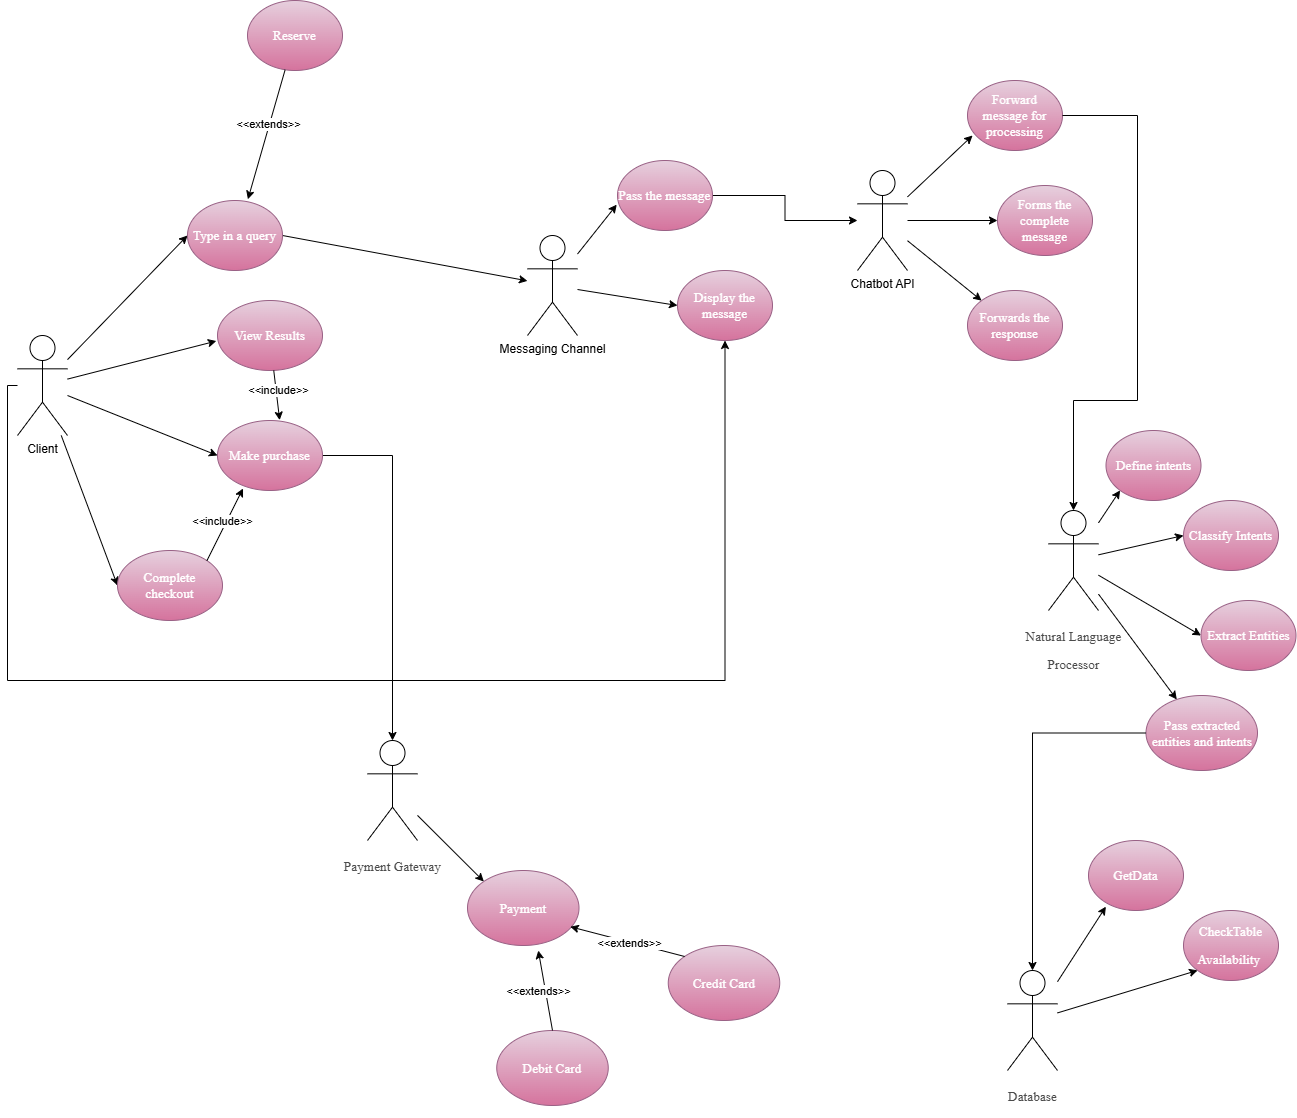 Reserve
<<extends>>
Type in a query
View Results
<<include>>
Make purchase
<<include>>
Complete
checkout
Client
Messaging Channel
Pass the message
Display the
message
Chatbot API
Forward
message for
processing
Forms the
complete
message
Forwards the
response
Define intents
Classify Intents
Extract Entities
Natural Language
Processor
Pass extracted
entities and intents
Payment Gateway
Payment
<<extends>>
Credit Card
<<extends>>
Debit Card
GetData
CheckTable
Availability
Database